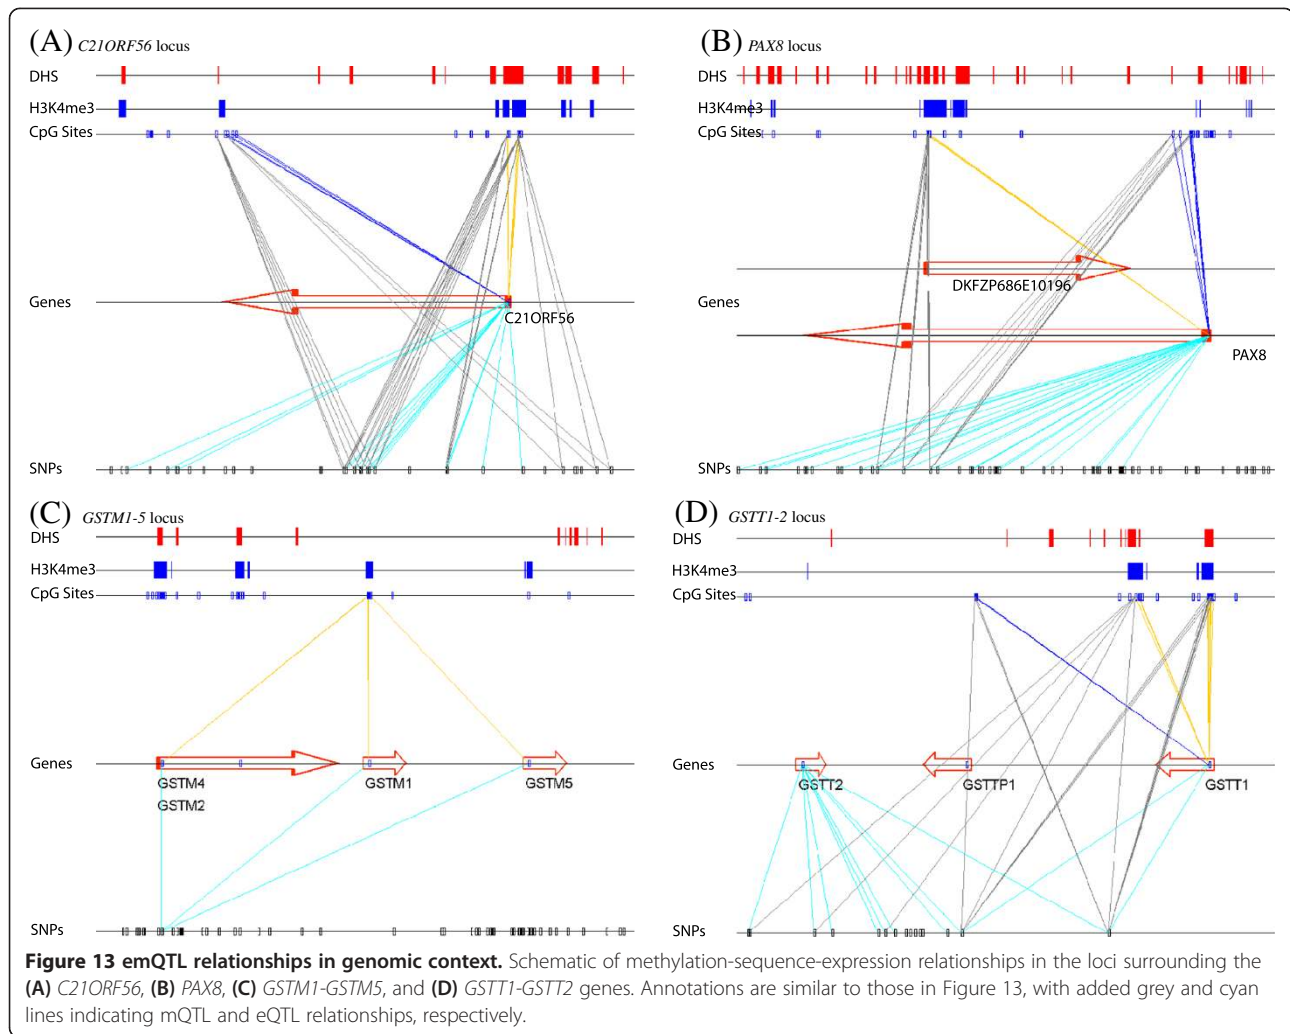 (A) C21ORF56 locus
DHS
H3K4me3
CpG Sites
Genes
C21ORF56
SNPs
(B) PAX8 locus
DHS
H3K4me3
CpG Sites
DKFZP686E10196
Genes
PAX8
SNPs
(C) GSTM1-5 locus
DHS
H3K4me3
CpG Sites
Genes
GSTM4 GSTM1 GSTM5
GSTM2
SNPs
(D) GSTT1-2 locus
DHS
H3K4me3
CpG Sites
Genes
GSTT2 GSTTP1 GSTT1
SNPs
Figure 13 emQTL relationships in genomic context. Schematic of methylation-sequence-expression relationships in the loci surrounding the
(A) C21ORF56, (B) PAX8, (C) GSTM1-GSTM5, and (D) GSTT1-GSTT2 genes. Annotations are similar to those in Figure 13, with added grey and cyan
lines indicating mQTL and eQTL relationships, respectively.